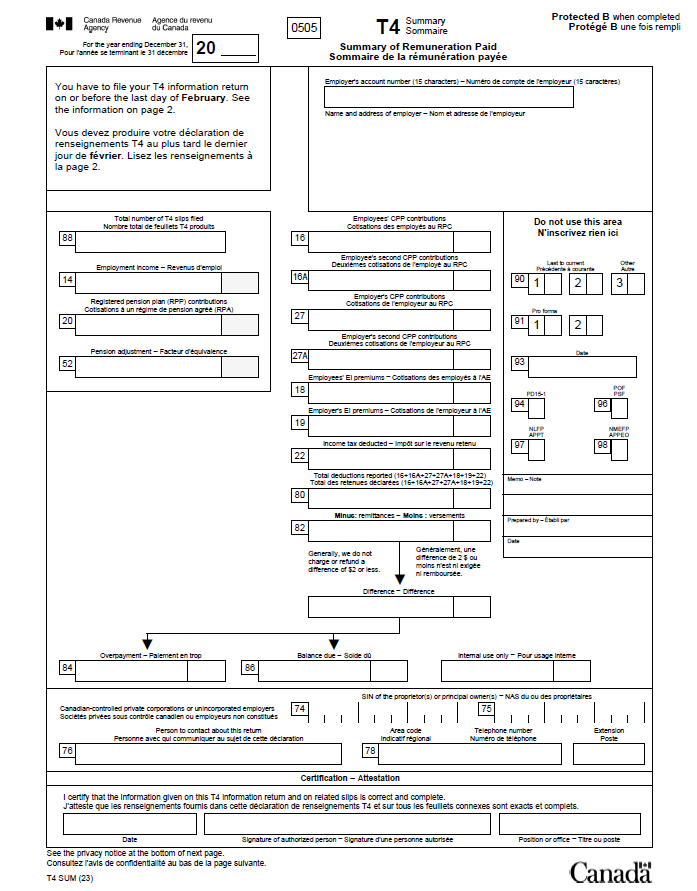 Canada Revenue Agency
Agence du revenu du Canada
0505
T4 Summary Sommaire
Protected B when completed
Protégé B une fois rempli
For the year ending December 31,
Pour l'année se terminant le 31 décembre
20
Summary of Remuneration Paid
Sommaire de la rémunération payée
You have to file your T4 information return
on or before the last day of February. See
the information on page 2.
Vous devez produire votre déclaration de
renseignements T4 au plus tard le dernier
jour de février. Lisez les renseignements à
la page 2.
Employer's account number (15 characters) – Numéro de compte de l'employeur (15 caractères)
Name and address of employer – Nom et adresse de l'employeur
Total number of T4 slips filed
Nombre total de feuillets T4 produits
88
Employment income – Revenus d'emploi
14
Registered pension plan (RPP) contributions
Cotisations à un régime de pension agréé (RPA)
20
Pension adjustment – Facteur d'équivalence
52
Employees' CPP contributions
Cotisations des employés au RPC
16
Employee's second CPP contributions
Deuxièmes cotisations de l'employé au RPC
16A
Employer's CPP contributions
Cotisations de l'employeur au RPC
27
Employer's second CPP contributions
Deuxièmes cotisations de l'employeur au RPC
27A
Employees' EI premiums – Cotisations des employés à l'AE
18
Employer's EI premiums – Cotisations de l'employeur à l'AE
19
Income tax deducted – Impôt sur le revenu retenu
22
Total deductions reported (16+16A+27+27A+18+19+22)
Total des retenues déclarées (16+16A+27+27A+18+19+22)
80
Minus: remittances – Moins : versements
82
Generally, we do not
charge or refund a
difference of $2 or less.
Généralement, une
différence de 2 $ ou
moins n'est ni exigée
ni remboursée.
Difference – Différence
Do not use this area
N'inscrivez rien ici
Last to current
Précédente à courante
Other
Autre
90 1 2 3
Pro forma
91 1 2
Date
93
PD15-1
94
POF
PSF
96
NLFP
APPT
97
NMEFP
APPEO
98
Memo – Note
Prepared by – Établi par
Date
Overpayment – Paiement en trop
84
Balance due – Solde dû
86
Internal use only – Pour usage interne
SIN of the proprietor(s) or principal owner(s) – NAS du ou des propriétaires
Canadian-controlled private corporations or unincorporated employers
Sociétés privées sous contrôle canadien ou employeurs non constitués
74
75
Person to contact about this return
Personne avec qui communiquer au sujet de cette déclaration
76
Area code
Indicatif régional
Telephone number
Numéro de téléphone
78
Extension
Poste
Certification – Attestation
I certify that the information given on this T4 information return and on related slips is correct and complete.
J'atteste que les renseignements fournis dans cette déclaration de renseignements T4 et sur tous les feuillets connexes sont exacts et complets.
Date
Signature of authorized person – Signature d'une personne autorisée
Position or office – Titre ou poste
See the privacy notice at the bottom of next page.
Consultez l'avis de confidentialité au bas de la page suivante.
T4 SUM (23)
Canada